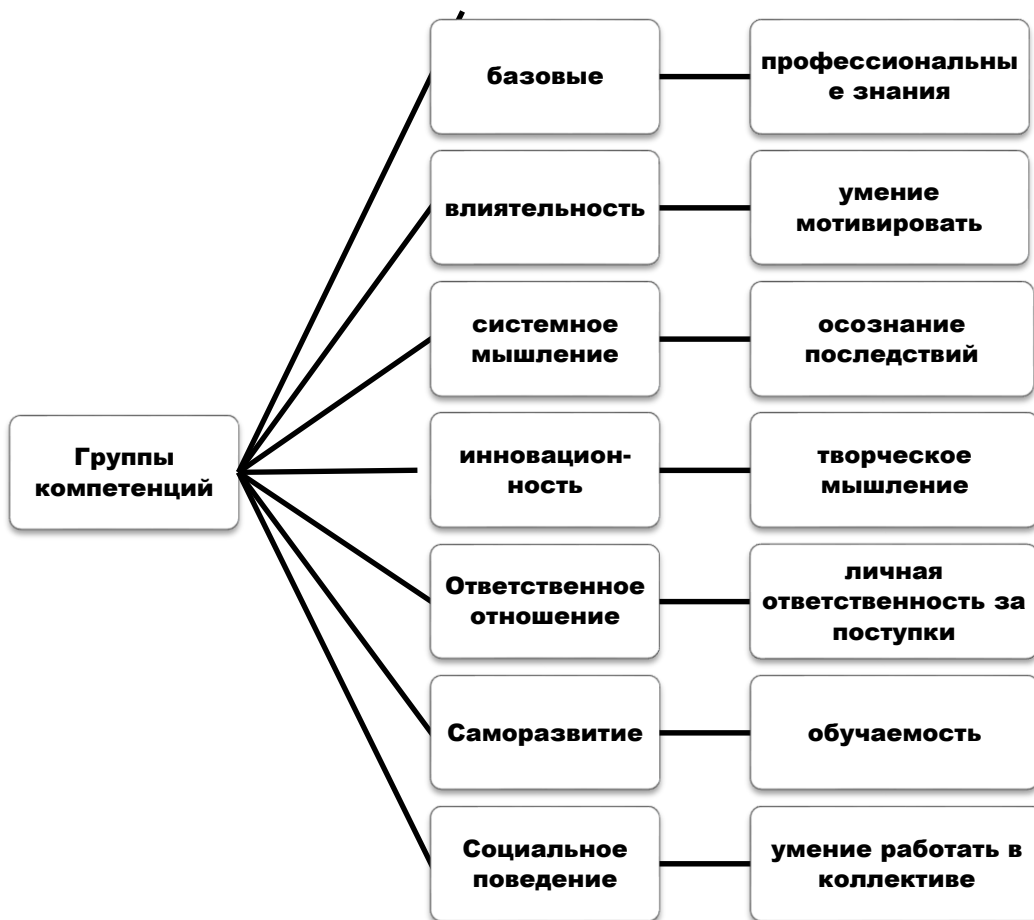 базовые
профессиональны
е знания
влиятельность
умение
мотивировать
системное
мышление
осознание
последствий
Группы
компетенций
инновацион-
ность
творческое
мышление
Ответственное
отношение
личная
ответственность за
поступки
Саморазвитие
обучаемость
Социальное
поведение
умение работать в
коллективе